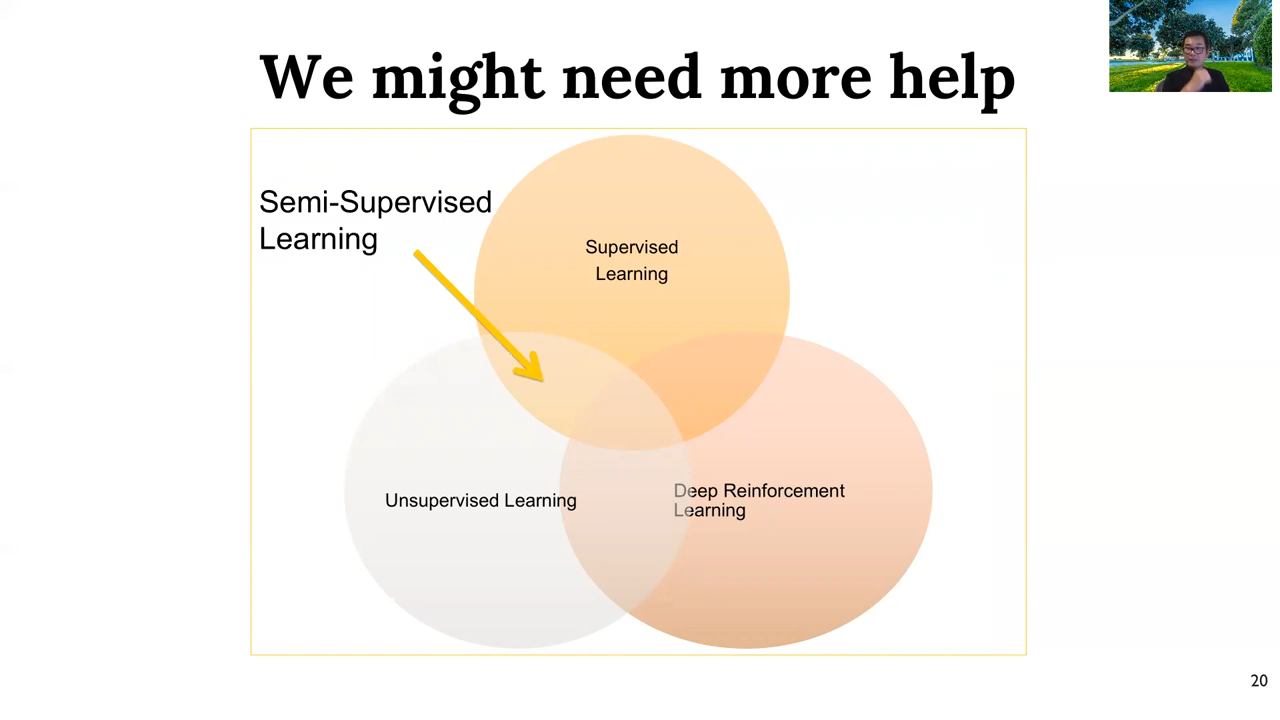 We might need more help
Semi-Supervised
Learning
Supervised
Learning
Unsupervised Learning
Deep Reinforcement
Learning
20